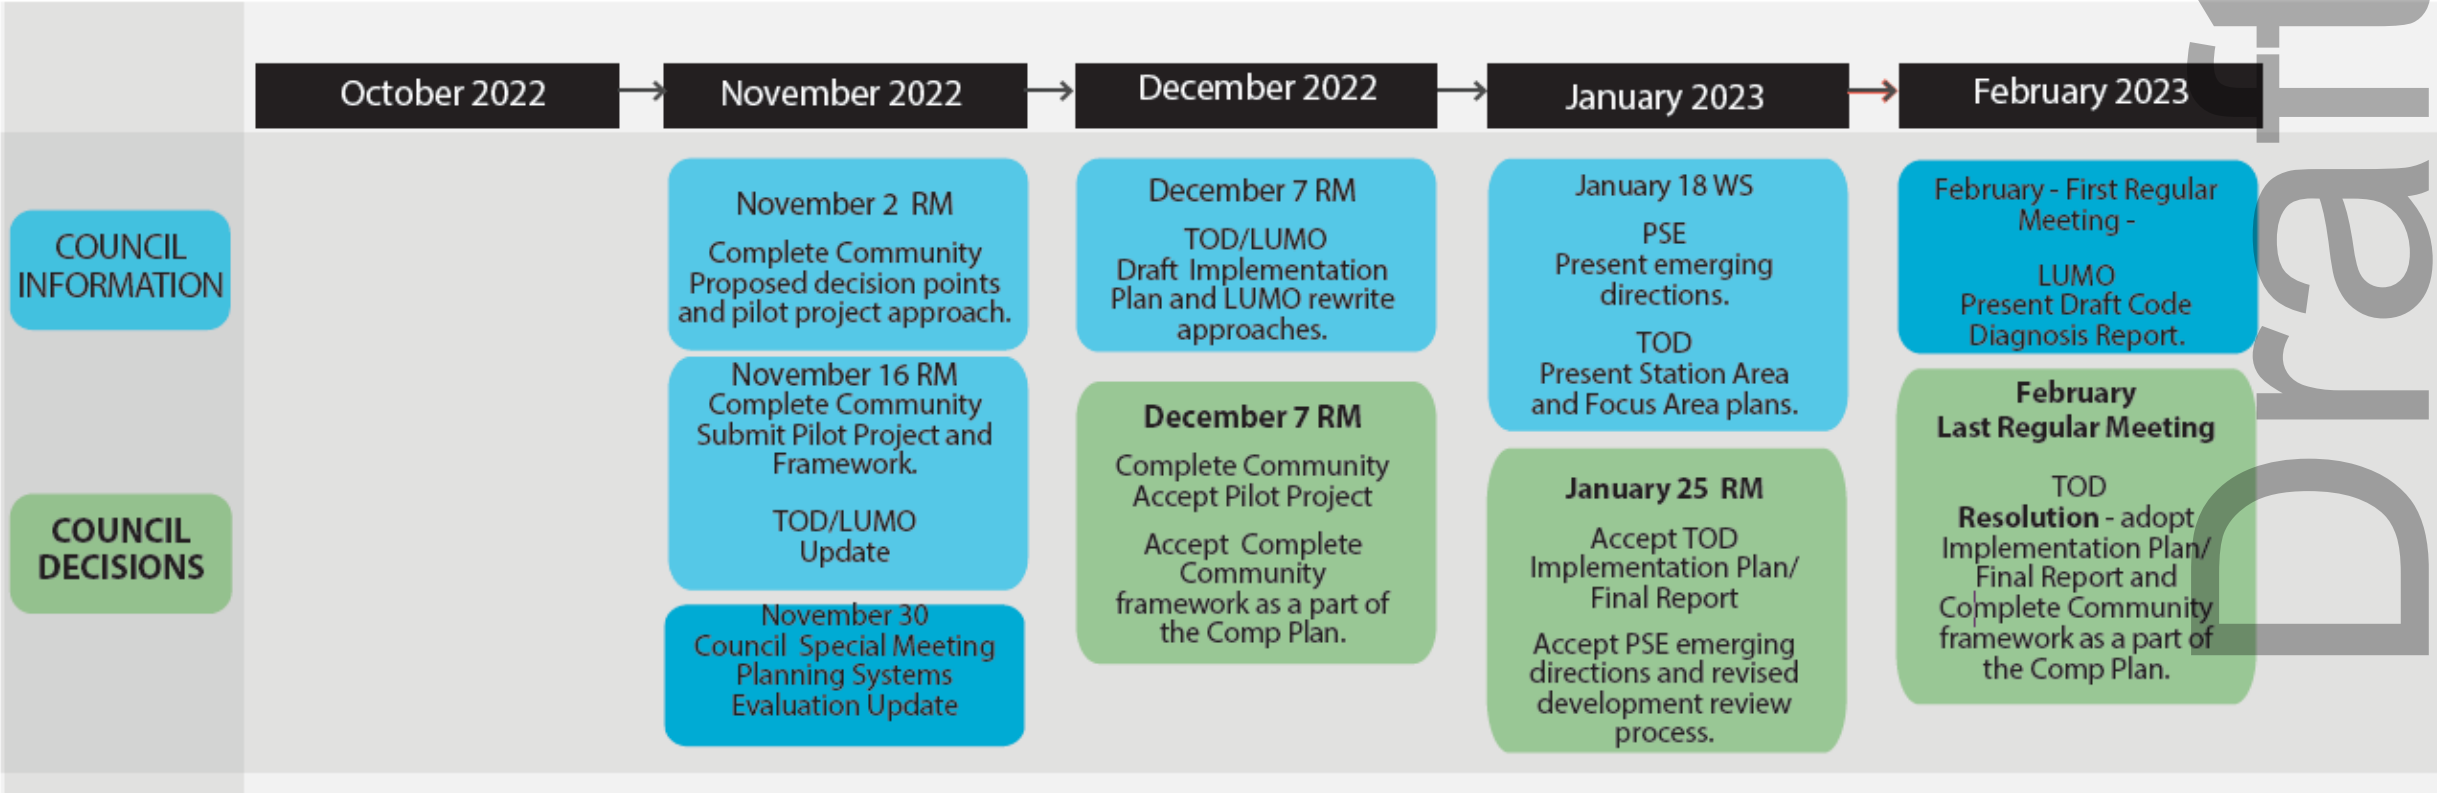 October 2022
November 2022
December 2022
January 2023
February 2023
COUNCIL
INFORMATION
COUNCIL
DECISIONS
November 2 RM
Complete Community
Proposed decision points
and pilot project approach.
November 16 RM
Complete Community
Submit Pilot Project and
Framework.
TOD/LUMO
Update
November 30
Council Special Meeting
Planning Systems
Evaluation Update
December 7 RM
TOD/LUMO
Draft Implementation
Plan and LUMO rewrite
approaches.
December 7 RM
Complete Community
Accept Pilot Project
Accept Complete
Community
framework as a part of
the Comp Plan.
January 18 WS
PSE
Present emerging
directions.
TOD
Present Station Area
and Focus Area plans.
January 25 RM
Accept TOD
Implementation Plan/
Final Report
Accept PSE emerging
directions and revised
development review
process.
February - First Regular
Meeting -
LUMO
Present Draft Code
Diagnosis Report.
February
Last Regular Meeting
TOD
Resolution - adopt
Implementation Plan/
Final Report and
Complete Community
framework as a part of
the Comp Plan.
Draft